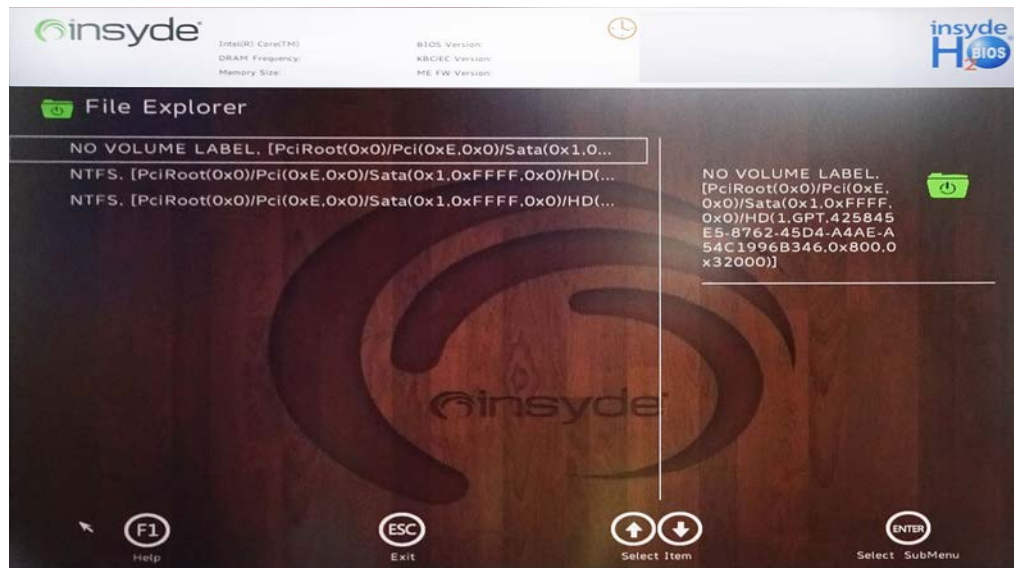 insyde
insyde
H2O BIOS
Intel(R) Core(TM)
DRAM Frequency:
Memory Size:
BIOS Version:
KBC/EC Version:
ME FW Version:
File Explorer
NO VOLUME LABEL, [PciRoot(0x0)/Pci(0xE,0x0)/Sata(0x1,0...
NTFS, [PciRoot(0x0)/Pci(0xE,0x0)/Sata(0x1,0xFFFF,0x0)/HD(...
NTFS, [PciRoot(0x0)/Pci(0xE,0x0)/Sata(0x1,0xFFFF,0x0)/HD(...
NO VOLUME LABEL,
[PciRoot(0x0)/Pci(0xE,
0x0)/Sata(0x1,0xFFFF,
0x0)/HD(1,GPT,425845
E5-8762-45D4-A4AE-A
54C1996B346,0x800,0
x32000)]
insyde
F1
Help
ESC
Exit
Select Item
ENTER
Select SubMenu